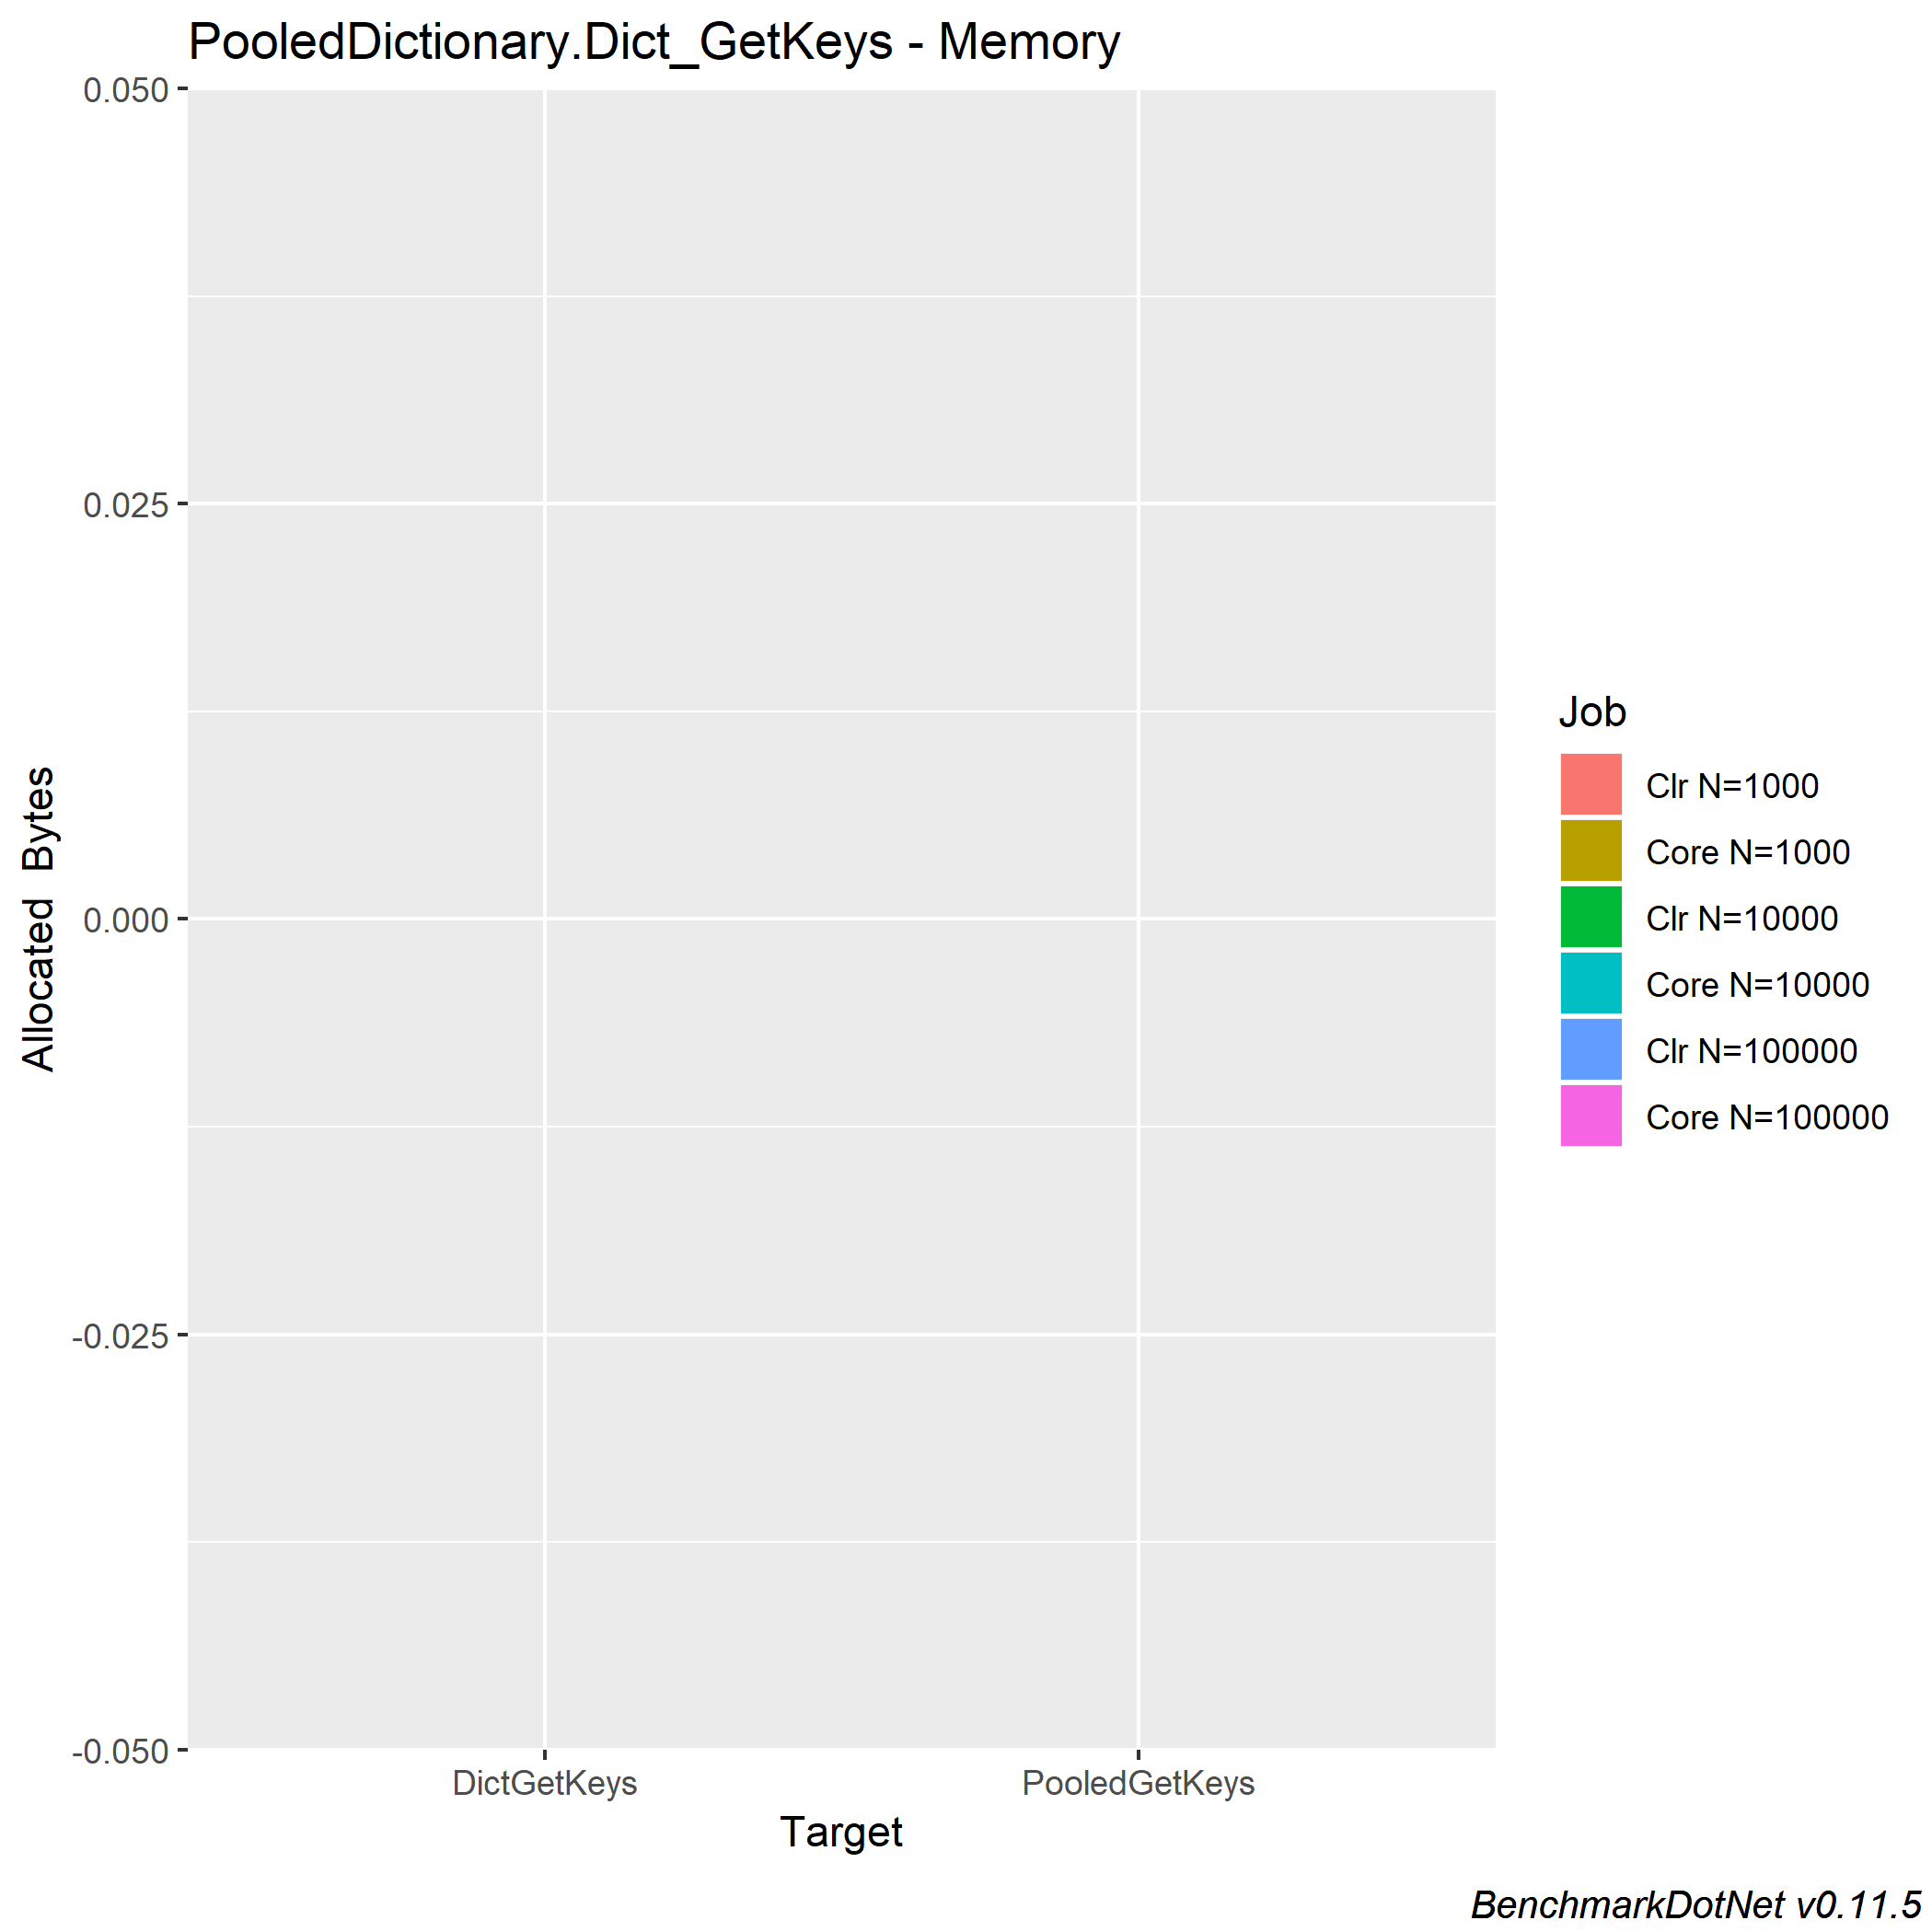 PooledDictionary.Dict_GetKeys - Memory
0.050
0.025
0.000
-0.025
-0.050
Allocated Bytes
DictGetKeys
PooledGetKeys
Target
Job
Clr N=1000
Core N=1000
Clr N=10000
Core N=10000
Clr N=100000
Core N=100000
BenchmarkDotNet v0.11.5